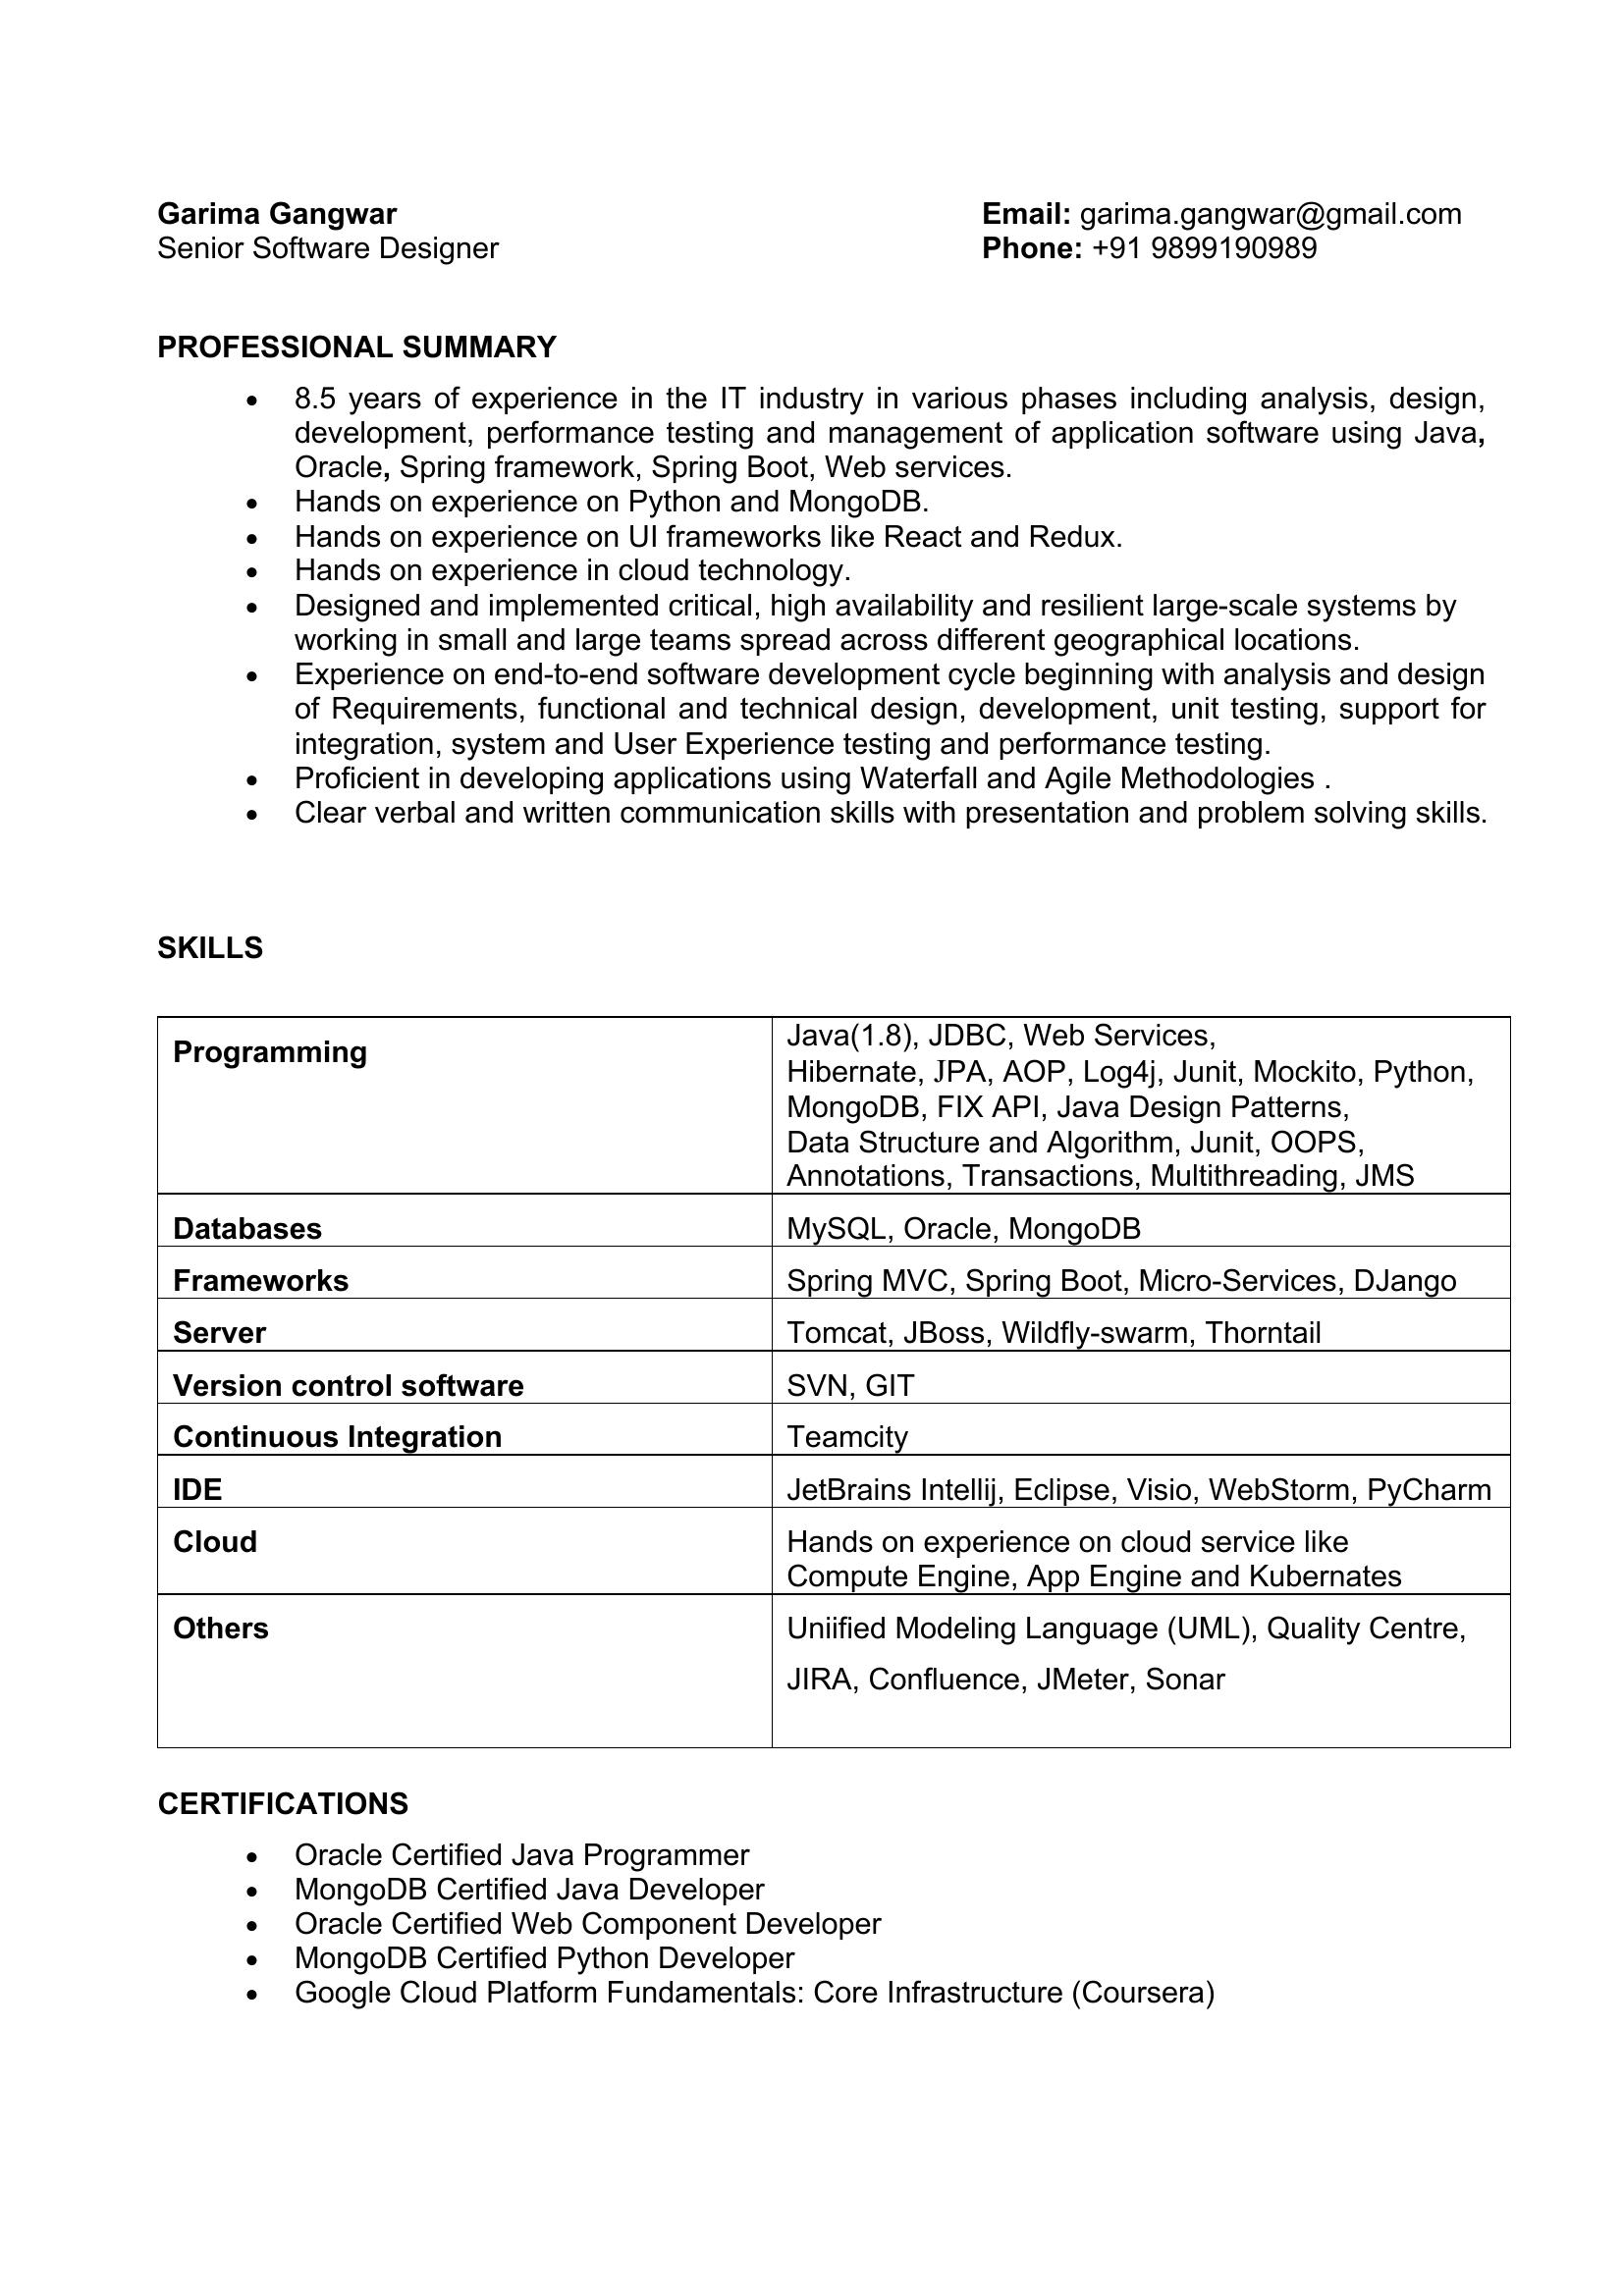 Garima Gangwar Email: garima.gangwar@gmail.com
Senior Software Designer Phone: +91 9899190989
PROFESSIONAL SUMMARY
• 8.5 years of experience in the IT industry in various phases including analysis, design,
development, performance testing and management of application software using Java,
Oracle, Spring framework, Spring Boot, Web services.
• Hands on experience on Python and MongoDB.
• Hands on experience on UI frameworks like React and Redux.
• Hands on experience in cloud technology.
• Designed and implemented critical, high availability and resilient large-scale systems by
working in small and large teams spread across different geographical locations.
• Experience on end-to-end software development cycle beginning with analysis and design
of Requirements, functional and technical design, development, unit testing, support for
integration, system and User Experience testing and performance testing.
• Proficient in developing applications using Waterfall and Agile Methodologies .
• Clear verbal and written communication skills with presentation and problem solving skills.
SKILLS
Programming Java(1.8), JDBC, Web Services,
Hibernate, JPA, AOP, Log4j, Junit, Mockito, Python,
MongoDB, FIX API, Java Design Patterns,
Data Structure and Algorithm, Junit, OOPS,
Annotations, Transactions, Multithreading, JMS
Databases MySQL, Oracle, MongoDB
Frameworks Spring MVC, Spring Boot, Micro-Services, DJango
Server Tomcat, JBoss, Wildfly-swarm, Thorntail
Version control software SVN, GIT
Continuous Integration Teamcity
IDE JetBrains Intellij, Eclipse, Visio, WebStorm, PyCharm
Cloud Hands on experience on cloud service like
Compute Engine, App Engine and Kubernates
Others Uniified Modeling Language (UML), Quality Centre,
JIRA, Confluence, JMeter, Sonar
CERTIFICATIONS
• Oracle Certified Java Programmer
• MongoDB Certified Java Developer
• Oracle Certified Web Component Developer
• MongoDB Certified Python Developer
• Google Cloud Platform Fundamentals: Core Infrastructure (Coursera)